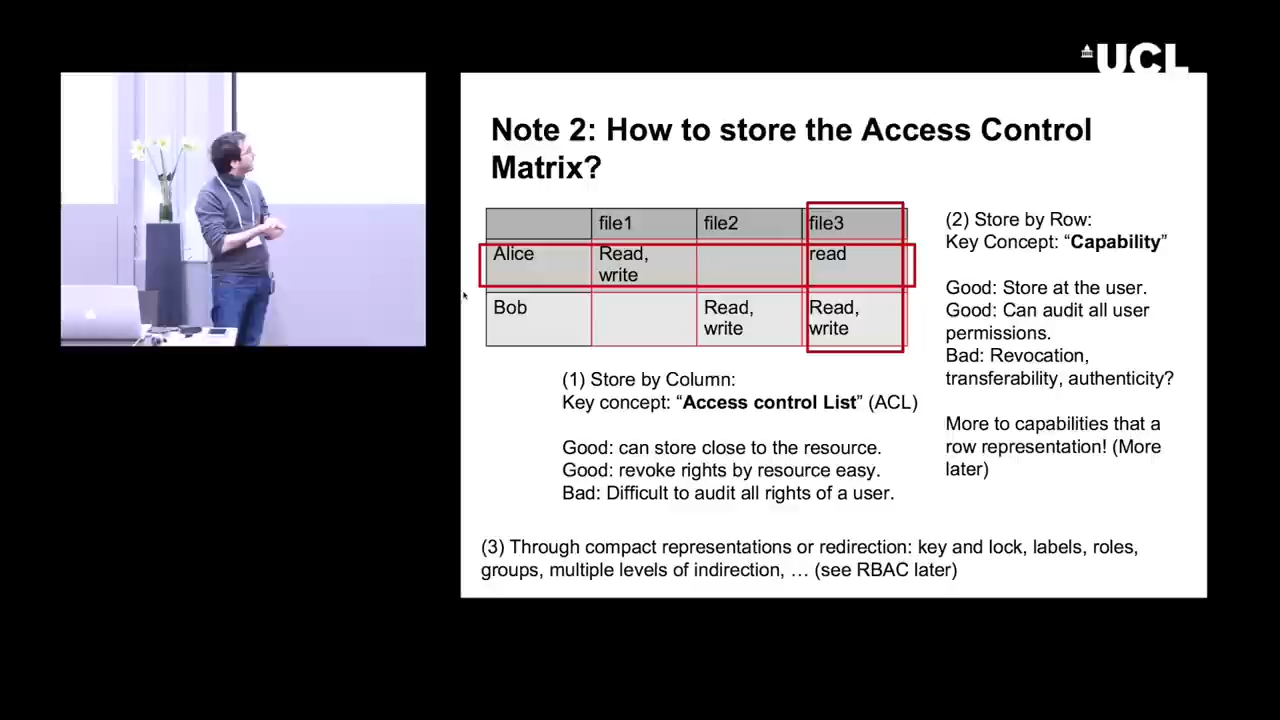 UCL
Note 2: How to store the Access Control
Matrix?
file1 file2 file3
Alice Read, read
write
Bob Read, Read,
write write
(1) Store by Column:
Key concept: “Access control List” (ACL)
Good: can store close to the resource.
Good: revoke rights by resource easy.
Bad: Difficult to audit all rights of a user.
(2) Store by Row:
Key Concept: “Capability”
Good: Store at the user.
Good: Can audit all user
permissions.
Bad: Revocation,
transferability, authenticity?
More to capabilities that a
row representation! (More
later)
(3) Through compact representations or redirection: key and lock, labels, roles,
groups, multiple levels of indirection, … (see RBAC later)